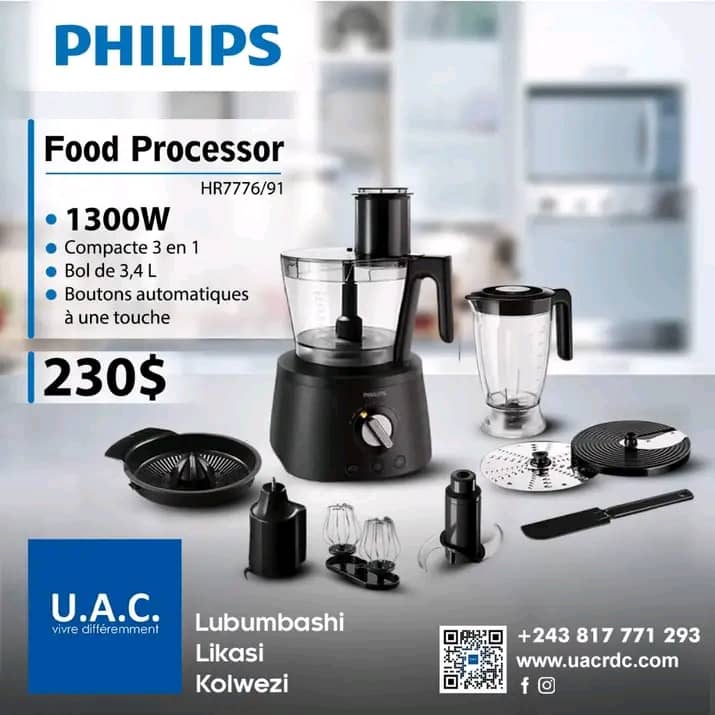 PHILIPS
Food Processor
HR7776/91
• 1300W
• Compacte 3 en 1
• Bol de 3,4 L
• Boutons automatiques
à une touche
230$
PHILIPS
U.A.C.
vivre différemment
Lubumbashi
Likasi
Kolwezi
+243 817 771 293
www.uacrdc.com